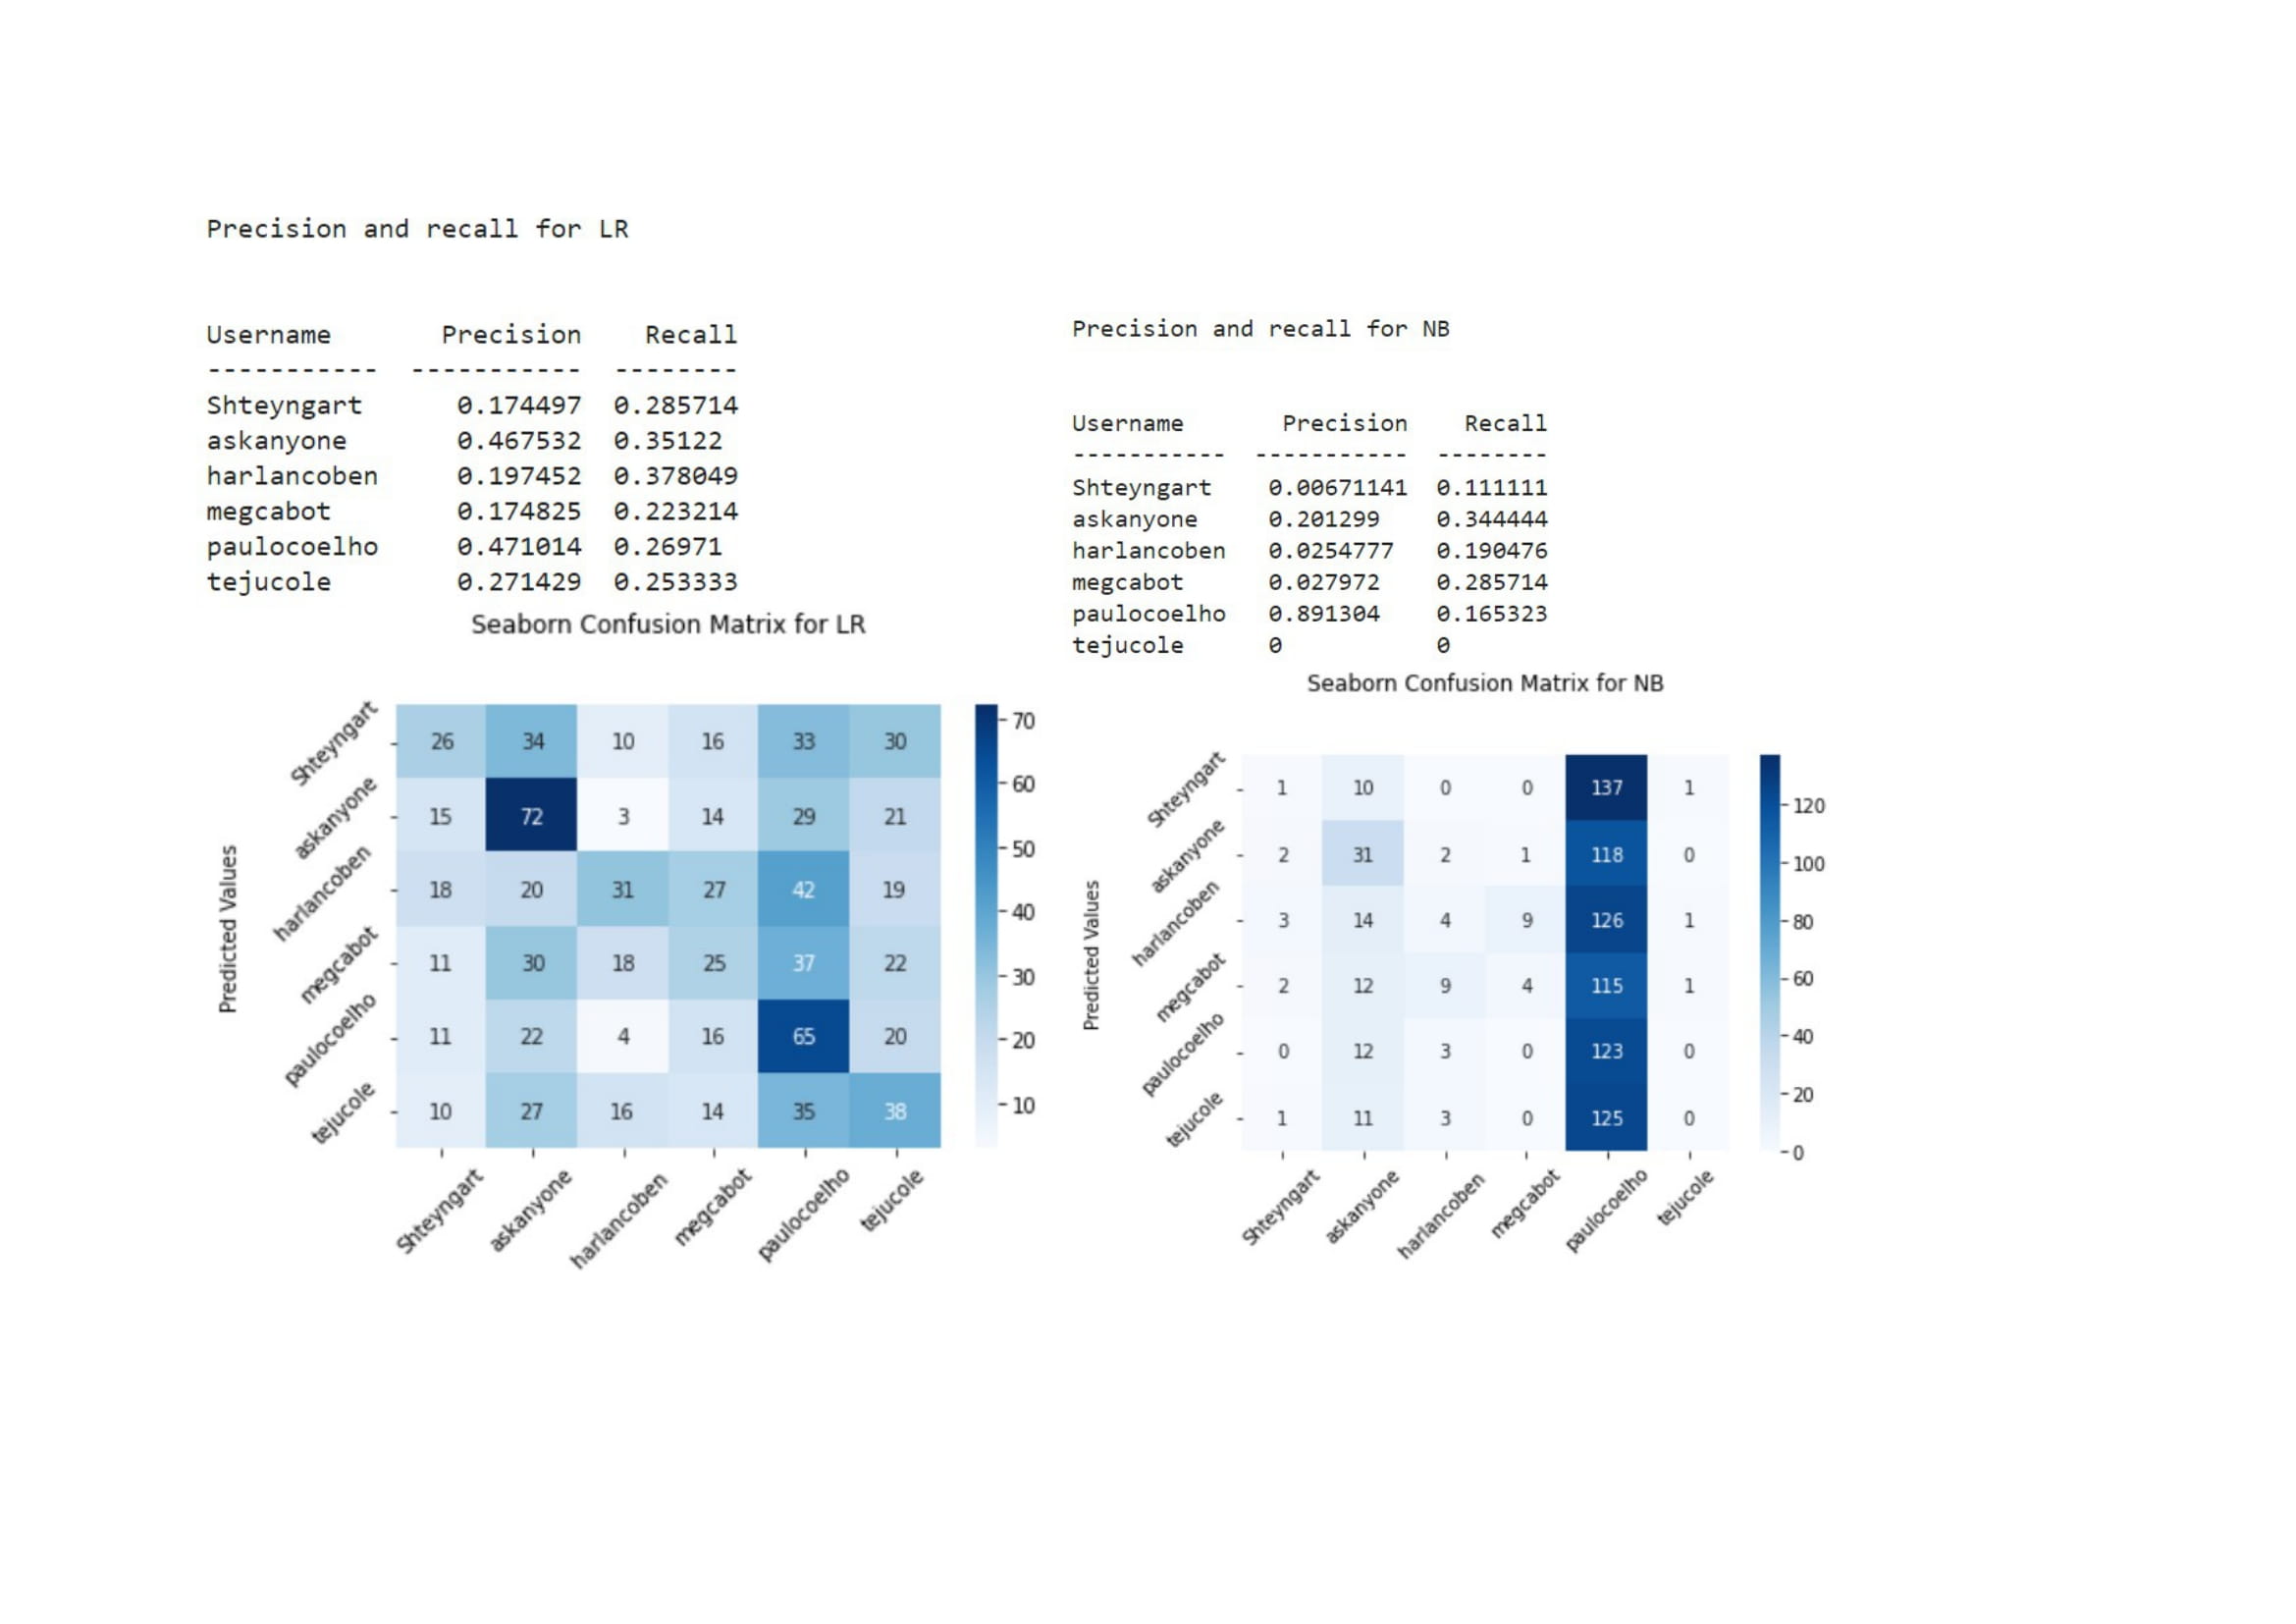 Precision and recall for LR
Username Precision Recall
----------- ----------- --------
Shteyngart 0.174497 0.285714
askanyone 0.467532 0.35122
harlancoben 0.197452 0.378049
megcabot 0.174825 0.223214
paulocoelho 0.471014 0.26971
tejucole 0.271429 0.253333
Seaborn Confusion Matrix for LR
Predicted Values
Shteyngart 26 34 10 16 33 30
askanyone 15 72 3 14 29 21
harlancoben 18 20 31 27 42 19
megcabot 11 30 18 25 37 22
paulocoelho 11 22 4 16 65 20
tejucole 10 27 16 14 35 38
Shteyngart askanyone harlancoben megcabot paulocoelho tejucole
70
60
50
40
30
20
10
Precision and recall for NB
Username Precision Recall
----------- ----------- --------
Shteyngart 0.00671141 0.111111
askanyone 0.201299 0.344444
harlancoben 0.0254777 0.190476
megcabot 0.027972 0.285714
paulocoelho 0.891304 0.165323
tejucole 0 0
Seaborn Confusion Matrix for NB
Predicted Values
Shteyngart 1 10 0 0 137 1
askanyone 2 31 2 1 118 0
harlancoben 3 14 4 9 126 1
megcabot 2 12 9 4 115 1
paulocoelho 0 12 3 0 123 0
tejucole 1 11 3 0 125 0
Shteyngart askanyone harlancoben megcabot paulocoelho tejucole
120
100
80
60
40
20
0